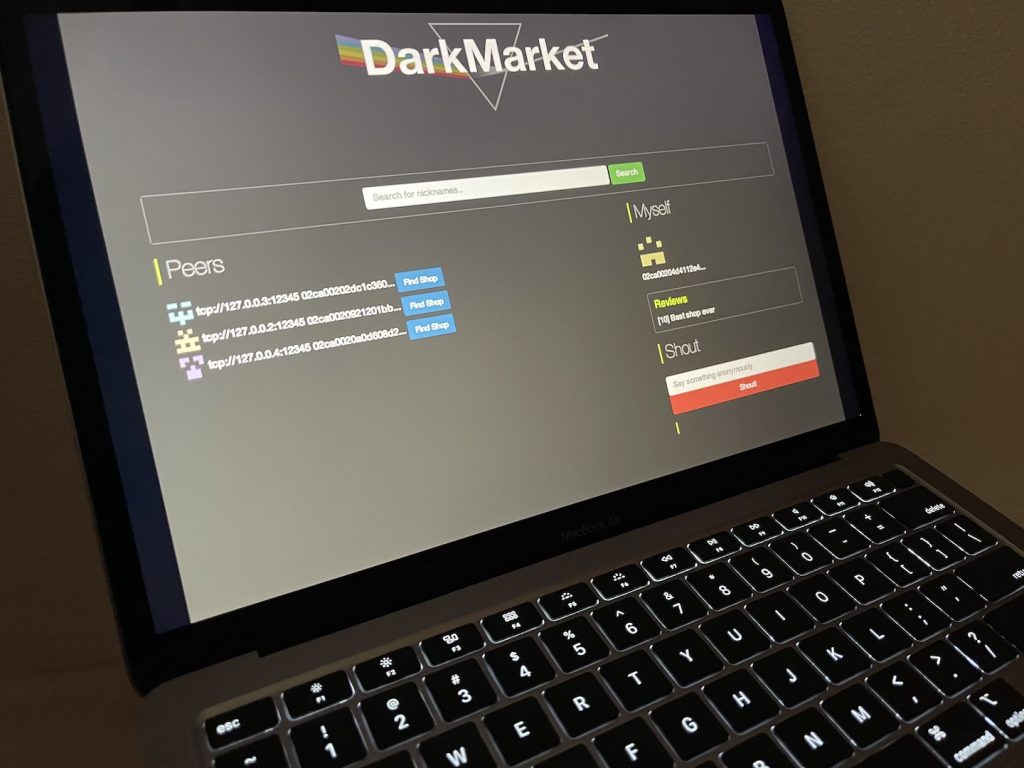 DarkMarket
Search for nicknames...
Search
Peers
tcp://127.0.0.3:12345 02ca00202dc1c360... Find Shop
tcp://127.0.0.2:12345 02ca0020921201bb... Find Shop
tcp://127.0.0.4:12345 02ca0020a0d608d2... Find Shop
Myself
02ca00204d4112e4...
Reviews
[10] Best shop ever
Shout
Say something anonymously
Shout!
MacBook Air
esc F1 F2 F3 F4 F5 F6 F7 F8 F9
~ ! 1 @ 2 # 3 $ 4 % 5 ^ 6 & 7 * 8 ( 9 ) 0 - + = delete
W E R T Y U I O P { [ } ] | \
F G H J K L : ; " '
B N M < , > . ? /
command option